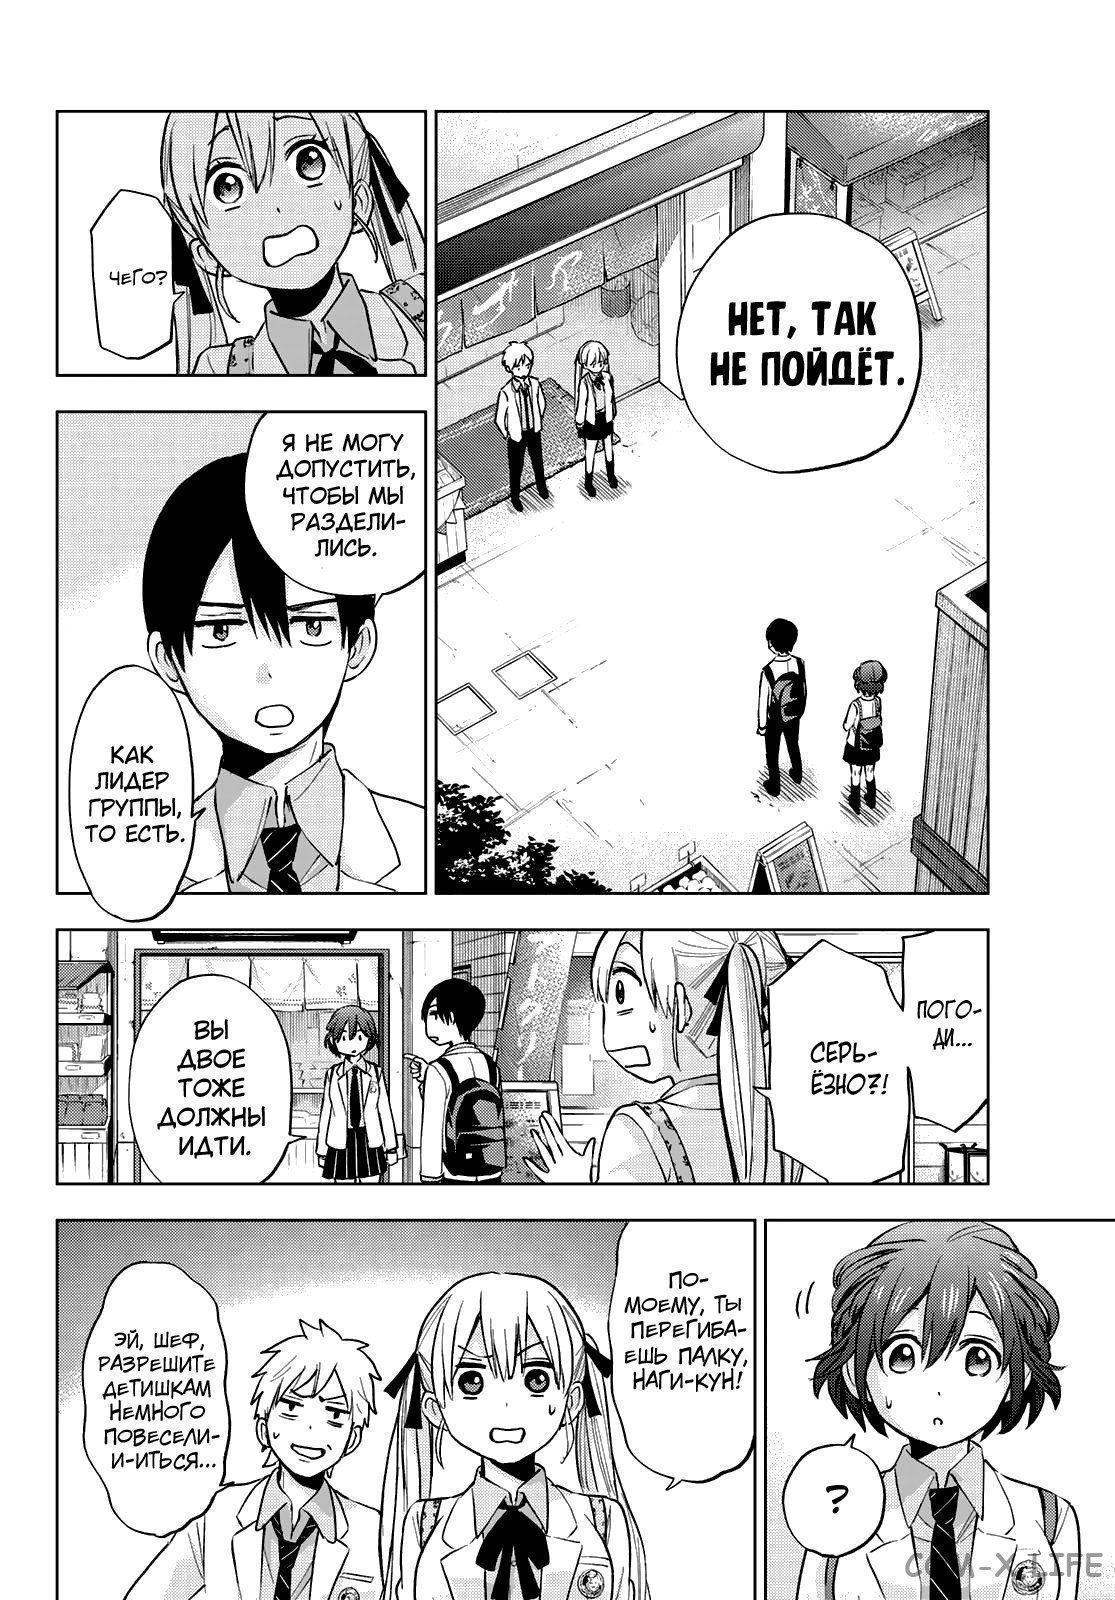 НЕТ, ТАК
НЕ ПОЙДЁТ.
ЧЕГО?
Я НЕ МОГУ
ДОПУСТИТЬ,
ЧТОБЫ МЫ
РАЗДЕЛИ-
ЛИСЬ.
КАК
ЛИДЕР
ГРУППЫ,
ТО ЕСТЬ.
ВЫ
ДВОЕ
ТОЖЕ
ДОЛЖНЫ
ИДТИ.
ПОГО-
ДИ...
СЕРЬ-
ЁЗНО?!
ЭЙ, ШЕФ,
РАЗРЕШИТЕ
ДЕТИШКАМ
НЕМНОГО
ПОВЕСЕЛИ-
И-ИТЬСЯ...
ПО-
МОЕМУ, ТЫ
ПЕРЕГИБА-
ЕШЬ ПАЛКУ,
НАГИ-КУН!
?
COM-X.LIFE